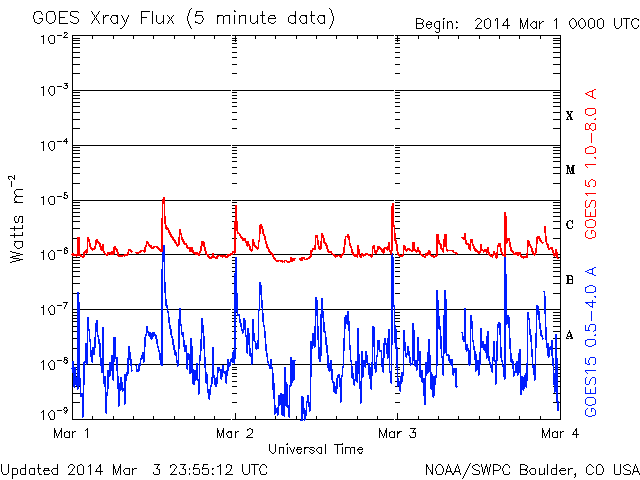 GOES Xray Flux (5 minute data)
Begin: 2014 Mar 1 0000 UTC
10⁻²
10⁻³
10⁻⁴
10⁻⁵
10⁻⁶
10⁻⁷
10⁻⁸
10⁻⁹
Watts m⁻²
X
M
C
B
A
GOES15 1.0-8.0 A
GOES15 0.5-4.0 A
Mar 1
Mar 2
Mar 3
Mar 4
Universal Time
Updated 2014 Mar 3 23:55:12 UTC
NOAA/SWPC Boulder, CO USA